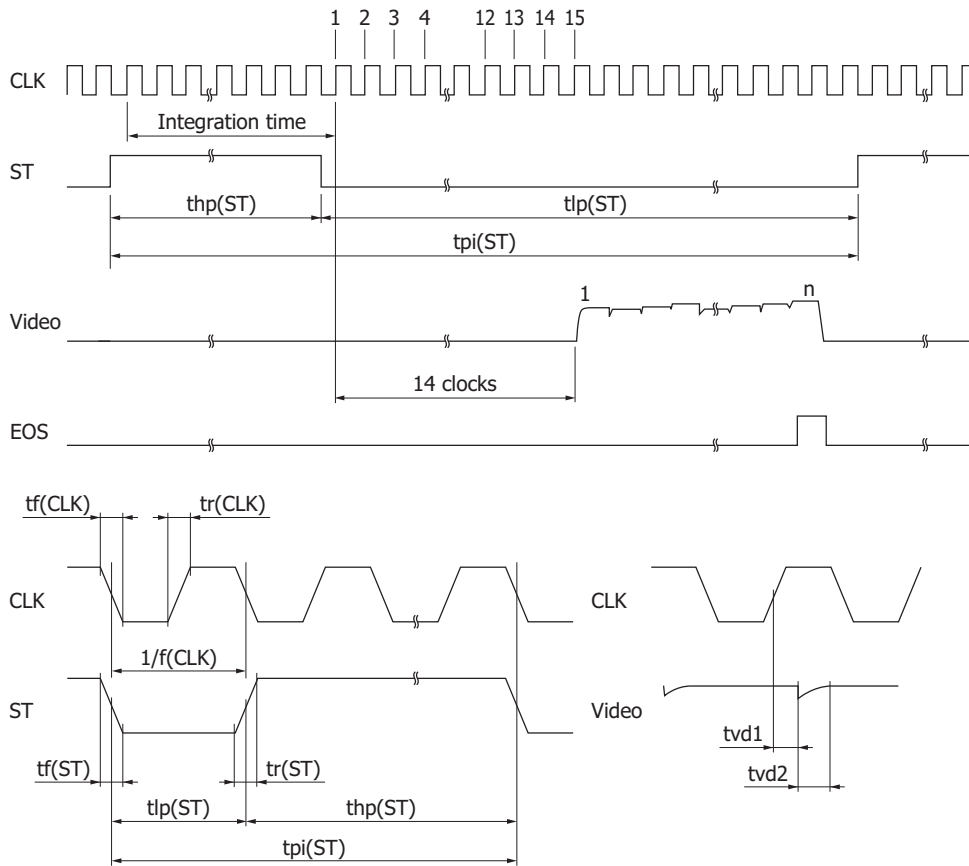 1 2 3 4 12 13 14 15
CLK
Integration time
ST
thp(ST) tlp(ST)
tpi(ST)
1 n
Video
14 clocks
EOS
tf(CLK) tr(CLK)
CLK
1/f(CLK)
ST
tf(ST) tr(ST)
tlp(ST) thp(ST)
tpi(ST)
CLK
Video
tvd1
tvd2